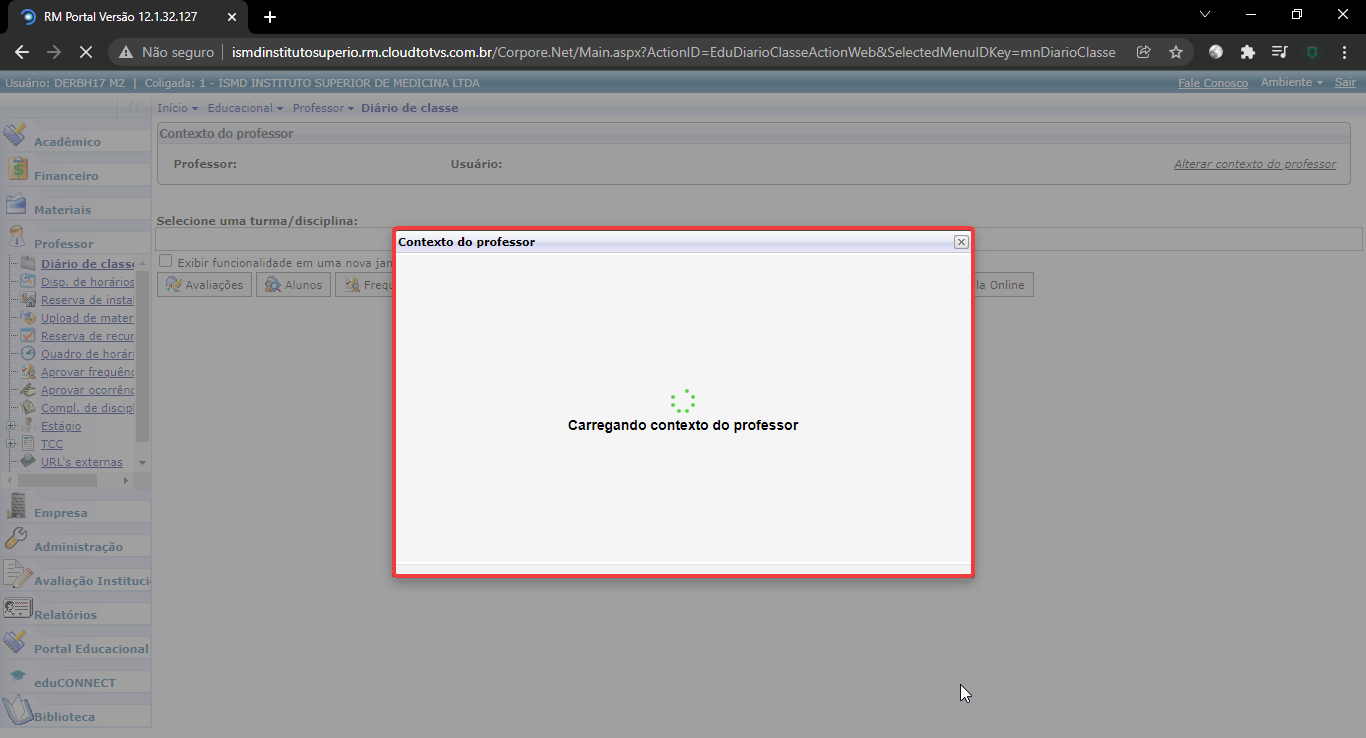 RM Portal Versão 12.1.32.127
Não seguro | ismdinstitutosuperio.rm.cloudtotvs.com.br/Corpore.Net/Main.aspx?ActionID=EduDiarioClasseActionWeb&SelectedMenuIDKey=mnDiarioClasse
Usuário: DERBH17 M2 | Coligada: 1 - ISMD INSTITUTO SUPERIOR DE MEDICINA LTDA
Fale Conosco Ambiente Sair
Início Educacional Professor Diário de classe
Acadêmico
Financeiro
Materiais
Professor
Diário de classe
Disp. de horários
Reserva de insta
Upload de mater
Reserva de recur
Quadro de horári
Aprovar frequênc
Aprovar ocorrênc
Compl. de discipl
Estágio
TCC
URL's externas
Empresa
Administração
Avaliação Instituci
Relatórios
Portal Educacional
eduCONNECT
Biblioteca
Contexto do professor
Professor: Usuário: Alterar contexto do professor
Selecione uma turma/disciplina:
Exibir funcionalidade em uma nova jan
Avaliações Alunos Frequ la Online
Contexto do professor
Carregando contexto do professor